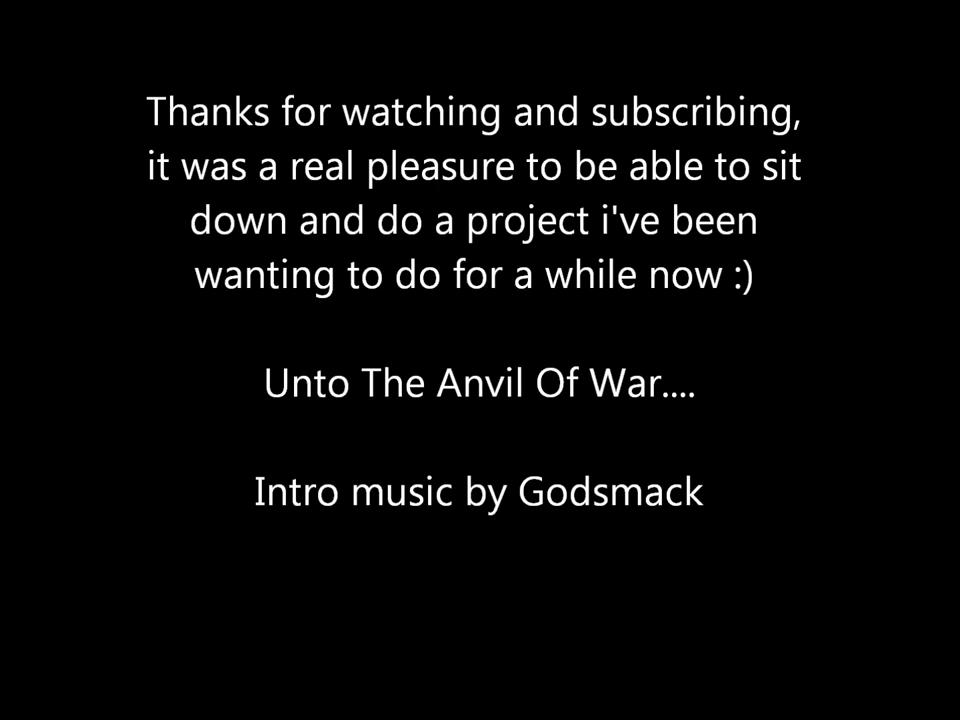 Thanks for watching and subscribing,
it was a real pleasure to be able to sit
down and do a project i've been
wanting to do for a while now :)
Unto The Anvil Of War....
Intro music by Godsmack